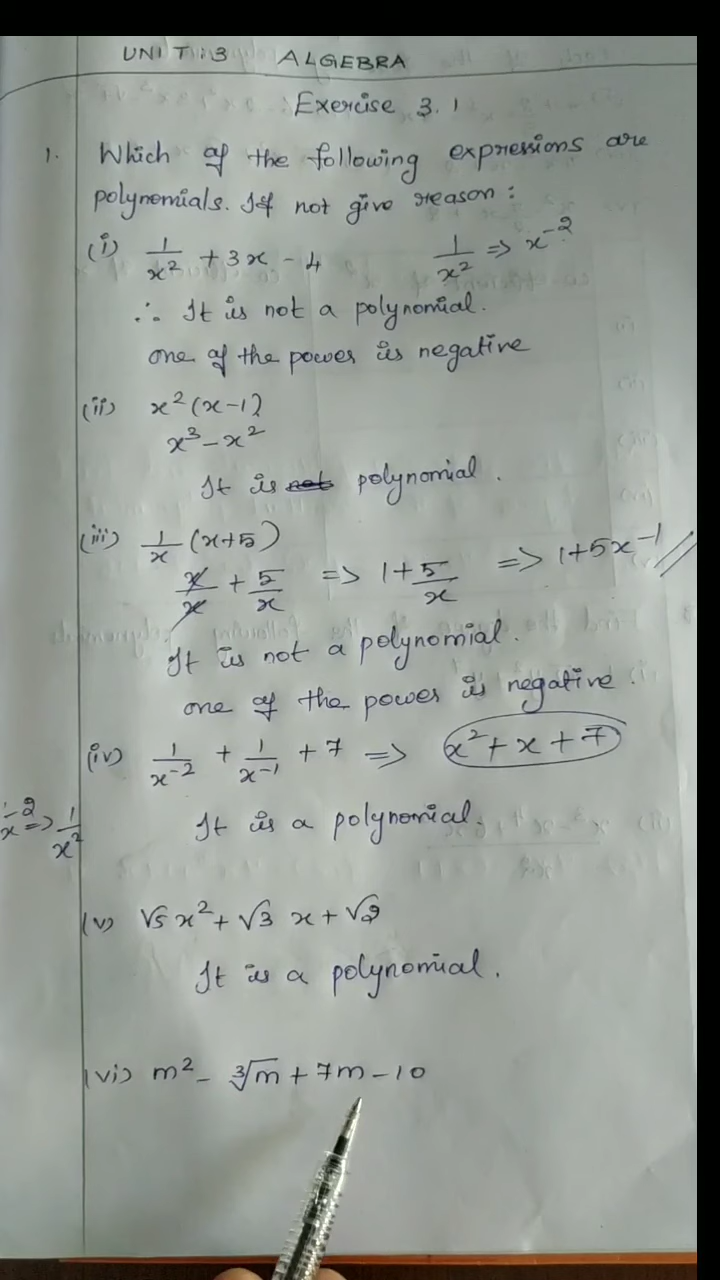 UNIT: 3 ALGEBRA
Exercise 3.1
1. Which of the following expressions are
polynomials. If not give reason:
(i) 1/x² + 3x - 4 1/x² => x⁻²
∴ It is not a polynomial.
one of the power is negative
(ii) x²(x-1)
x³ - x²
It is not polynomial.
(iii) 1/x (x+5)
x/x + 5/x => 1 + 5/x => 1+5x⁻¹ //
It is not a polynomial.
one of the power is negative.
(iv) 1/x⁻² + 1/x⁻¹ + 7 => x² + x + 7
x⁻² => 1/x²
It is a polynomial.
(v) √5 x² + √3 x + √2
It is a polynomial.
(vi) m² - ∛m + 7m - 10